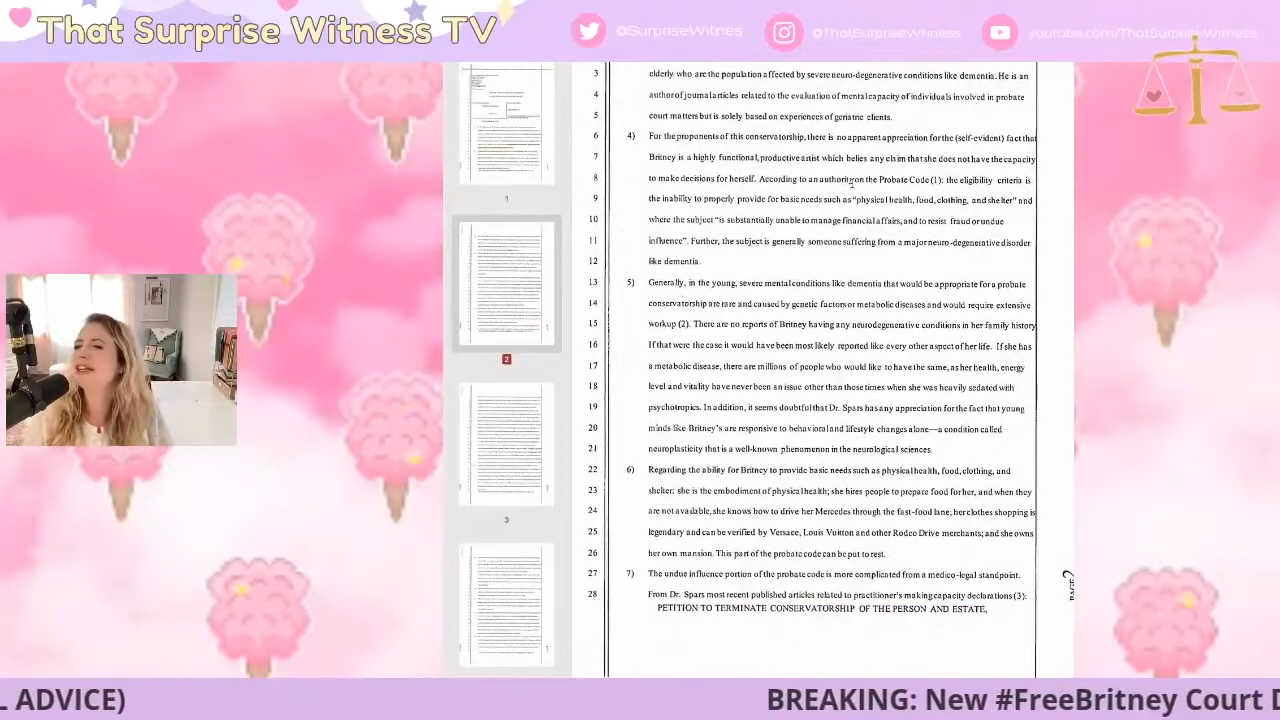 That Surprise Witness TV
@SurpriseWitnes
@ThatSurpriseWitness
youtube.com/ThatSurpriseWitness
3 elderly who are the population affected by severe neuro-degenerative conditions like dementia. He is an
4 author of journal articles related to the evaluation of mental capacity of individuals involved in probate
5 court matters but is solely based on experiences of geriatric clients.
6 4) For the proponents of this conservatorship, there is no apparent appreciation for the (self-evident) fact that
7 Britney is a highly functional, productive artist which belies any claim that she is without the capacity
8 to make decisions for herself. According to an authority on the Probate Code (1): the eligibility criteria is
9 the inability to properly provide for basic needs such as "physical health, food, clothing, and shelter" and
10 where the subject "is substantially unable to manage financial affairs, and to resist fraud or undue
11 influence". Further, the subject is generally someone suffering from a major neurodegenerative disorder
12 like dementia.
13 5) Generally, in the young, severe mental conditions like dementia that would be appropriate for a probate
14 conservatorship are rare and caused by genetic factors or metabolic disease and would require extensive
15 workup (2). There are no reports of Britney having any neurodegenerative disease nor her family history.
16 If that were the case it would have been most likely reported like every other aspect of her life. If she has
17 a metabolic disease, there are millions of people who would like to have the same, as her health, energy
18 level and vitality have never been an issue other than those times when she was heavily sedated with
19 psychotropics. In addition, it seems doubtful that Dr. Spars has any appreciation for the fact that young
20 minds like Britney's are responsive to behavioral and lifestyle changes alone—a condition called
21 neuroplasticity that is a well known phenomenon in the neurological sciences.
22 6) Regarding the ability for Britney to provide basic needs such as physical health, food, clothing, and
23 shelter: she is the embodiment of physical health; she hires people to prepare food for her, and when they
24 are not available, she knows how to drive her Mercedes through the fast-food lane; her clothes shopping is
25 legendary and can be verified by Versace, Louis Vuitton and other Rodeo Drive merchants; and she owns
26 her own mansion. This part of the probate code can be put to rest.
27 7) The undue influence portion of the probate code is more complicated from a psychological standpoint.
28 From Dr. Spars most recent published articles related to practitioners making capacity declarations (3):
PETITION TO TERMINATE CONSERVATORSHIP OF THE PERSON AND ESTATE,
PAGE 2
1
2
3
L ADVICE)
BREAKING: New #FreeBritney Court D